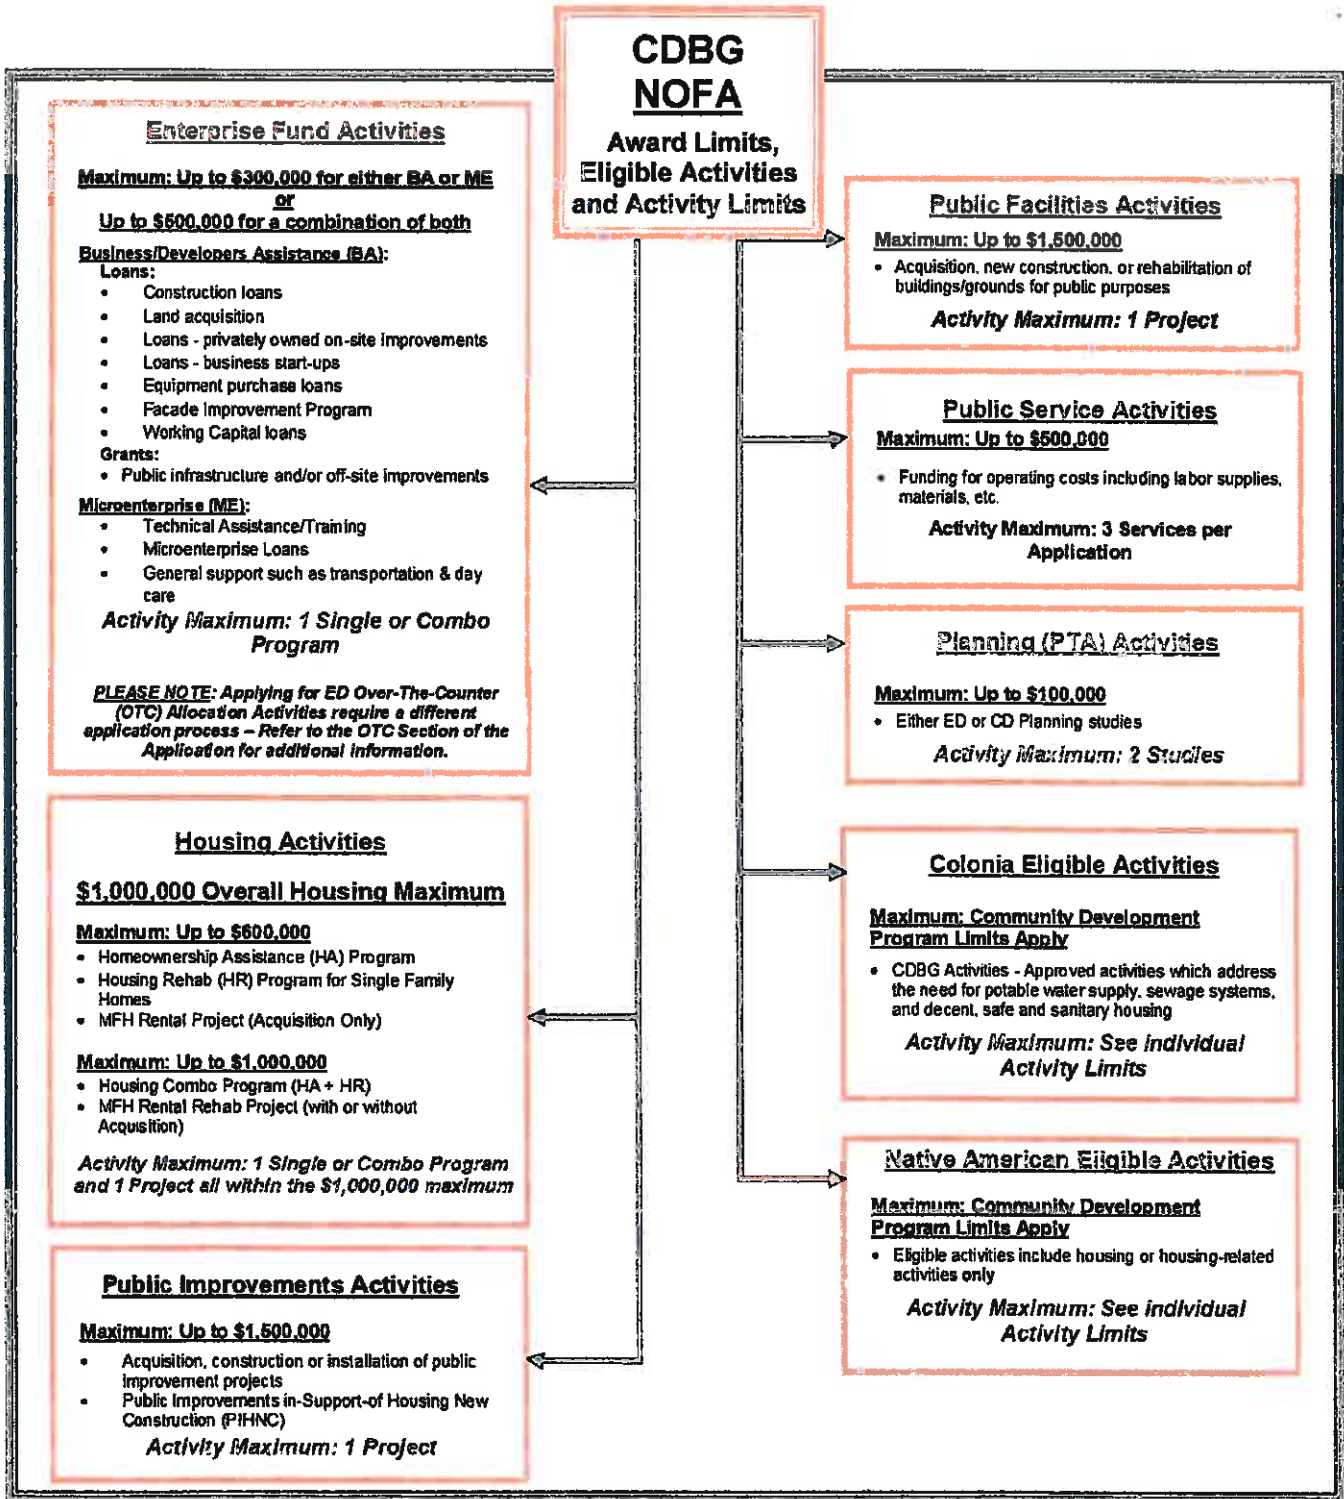 CDBG
NOFA
Award Limits,
Eligible Activities
and Activity Limits
Enterprise Fund Activities
Maximum: Up to $300,000 for either BA or ME
or
Up to $500,000 for a combination of both
Business/Developers Assistance (BA):
Loans:
• Construction loans
• Land acquisition
• Loans - privately owned on-site improvements
• Loans - business start-ups
• Equipment purchase loans
• Facade Improvement Program
• Working Capital loans
Grants:
• Public infrastructure and/or off-site improvements
Microenterprise (ME):
• Technical Assistance/Training
• Microenterprise Loans
• General support such as transportation & day
care
Activity Maximum: 1 Single or Combo
Program
PLEASE NOTE: Applying for ED Over-The-Counter
(OTC) Allocation Activities require a different
application process – Refer to the OTC Section of the
Application for additional information.
Housing Activities
$1,000,000 Overall Housing Maximum
Maximum: Up to $600,000
• Homeownership Assistance (HA) Program
• Housing Rehab (HR) Program for Single Family
Homes
• MFH Rental Project (Acquisition Only)
Maximum: Up to $1,000,000
• Housing Combo Program (HA + HR)
• MFH Rental Rehab Project (with or without
Acquisition)
Activity Maximum: 1 Single or Combo Program
and 1 Project all within the $1,000,000 maximum
Public Improvements Activities
Maximum: Up to $1,500,000
• Acquisition, construction or installation of public
improvement projects
• Public Improvements in-Support-of Housing New
Construction (PIHNC)
Activity Maximum: 1 Project
Public Facilities Activities
Maximum: Up to $1,500,000
• Acquisition, new construction, or rehabilitation of
buildings/grounds for public purposes
Activity Maximum: 1 Project
Public Service Activities
Maximum: Up to $500,000
• Funding for operating costs including labor supplies,
materials, etc.
Activity Maximum: 3 Services per
Application
Planning (PTA) Activities
Maximum: Up to $100,000
• Either ED or CD Planning studies
Activity Maximum: 2 Studies
Colonia Eligible Activities
Maximum: Community Development
Program Limits Apply
• CDBG Activities - Approved activities which address
the need for potable water supply, sewage systems,
and decent, safe and sanitary housing
Activity Maximum: See individual
Activity Limits
Native American Eligible Activities
Maximum: Community Development
Program Limits Apply
• Eligible activities include housing or housing-related
activities only
Activity Maximum: See individual
Activity Limits